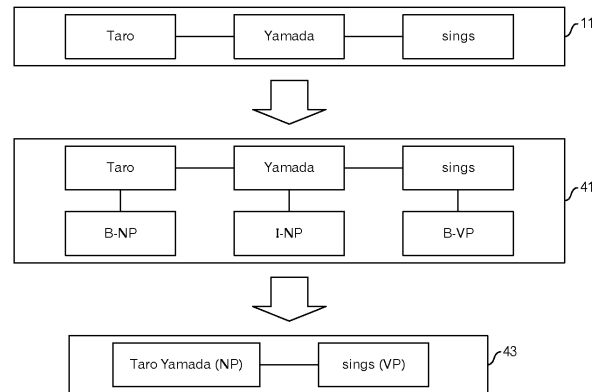 Taro Yamada sings 11
Taro Yamada sings
41
B-NP I-NP B-VP
Taro Yamada (NP) sings (VP) 43